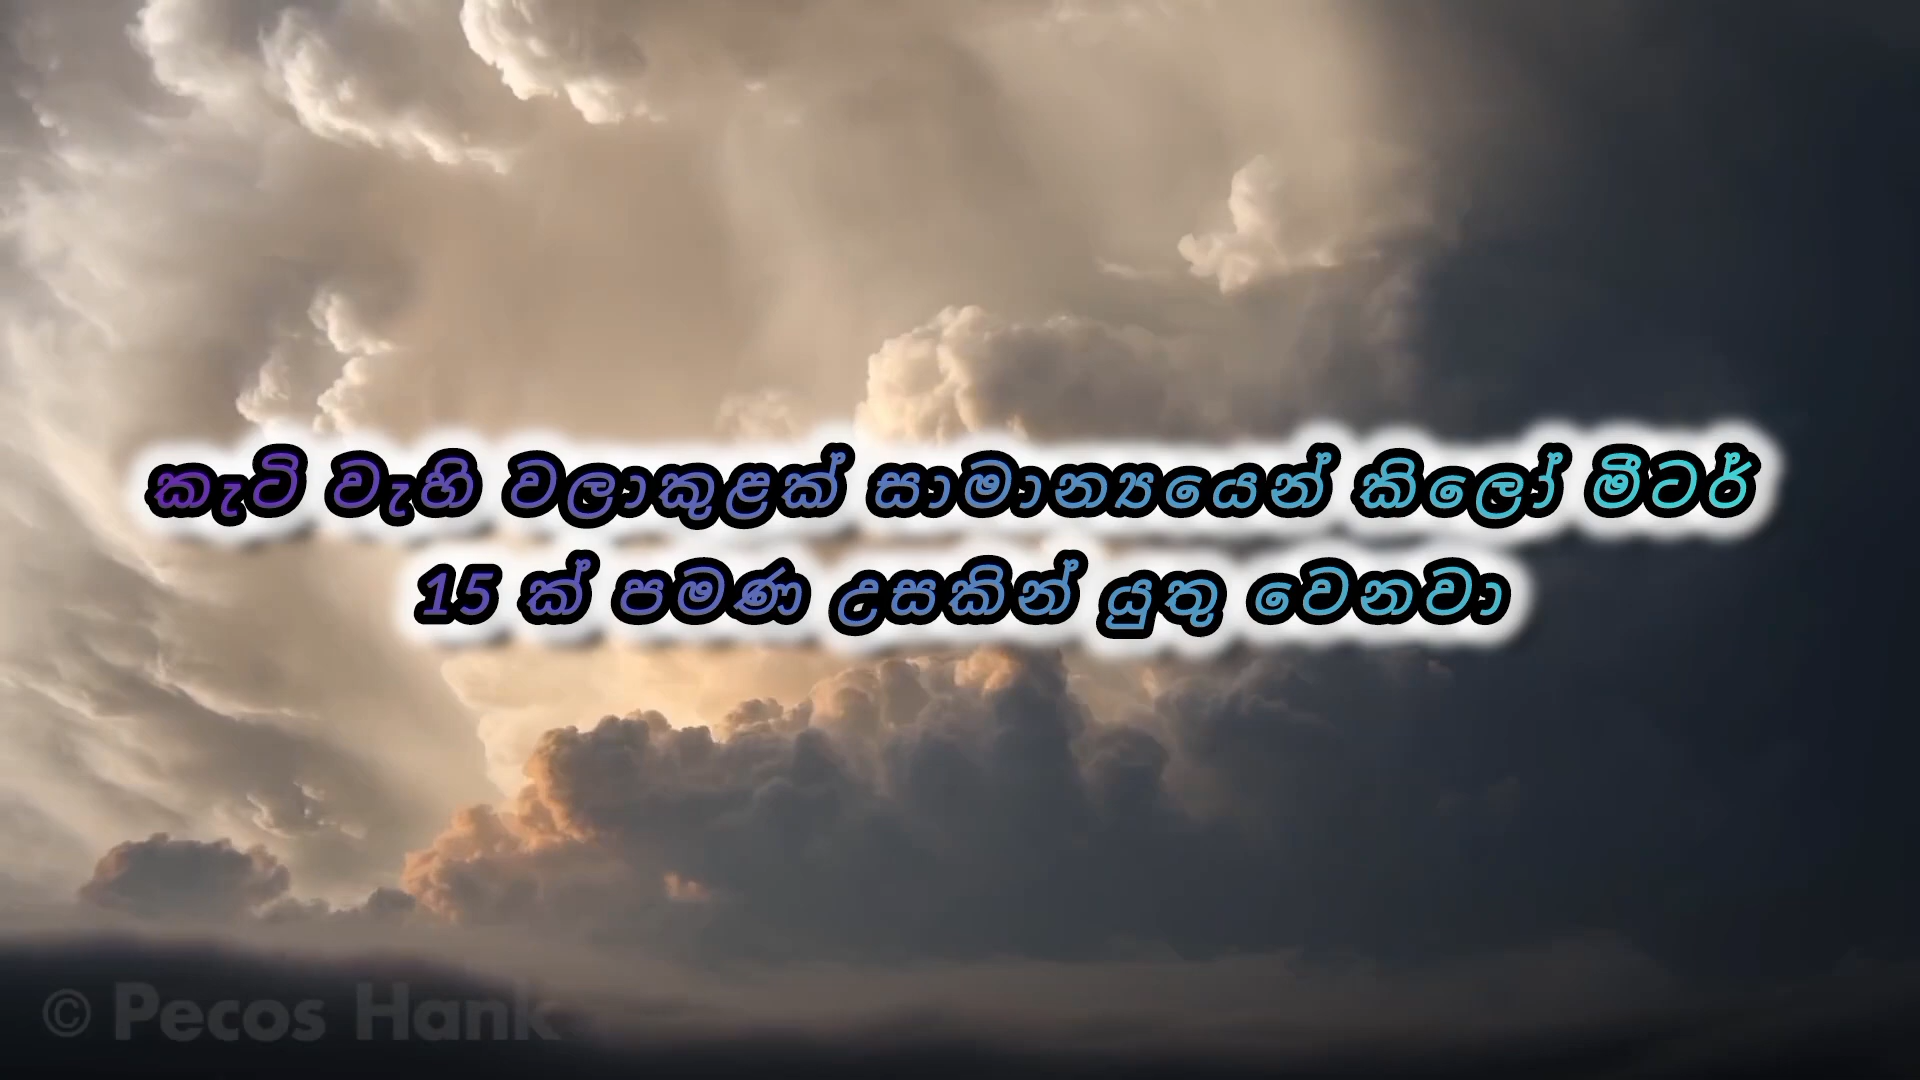 කැටි වැහි වලාකුළක් සාමාන්‍යයෙන් කිලෝ මීටර්
15 ක් පමණ උසකින් යුතු වෙනවා
© Pecos Hank